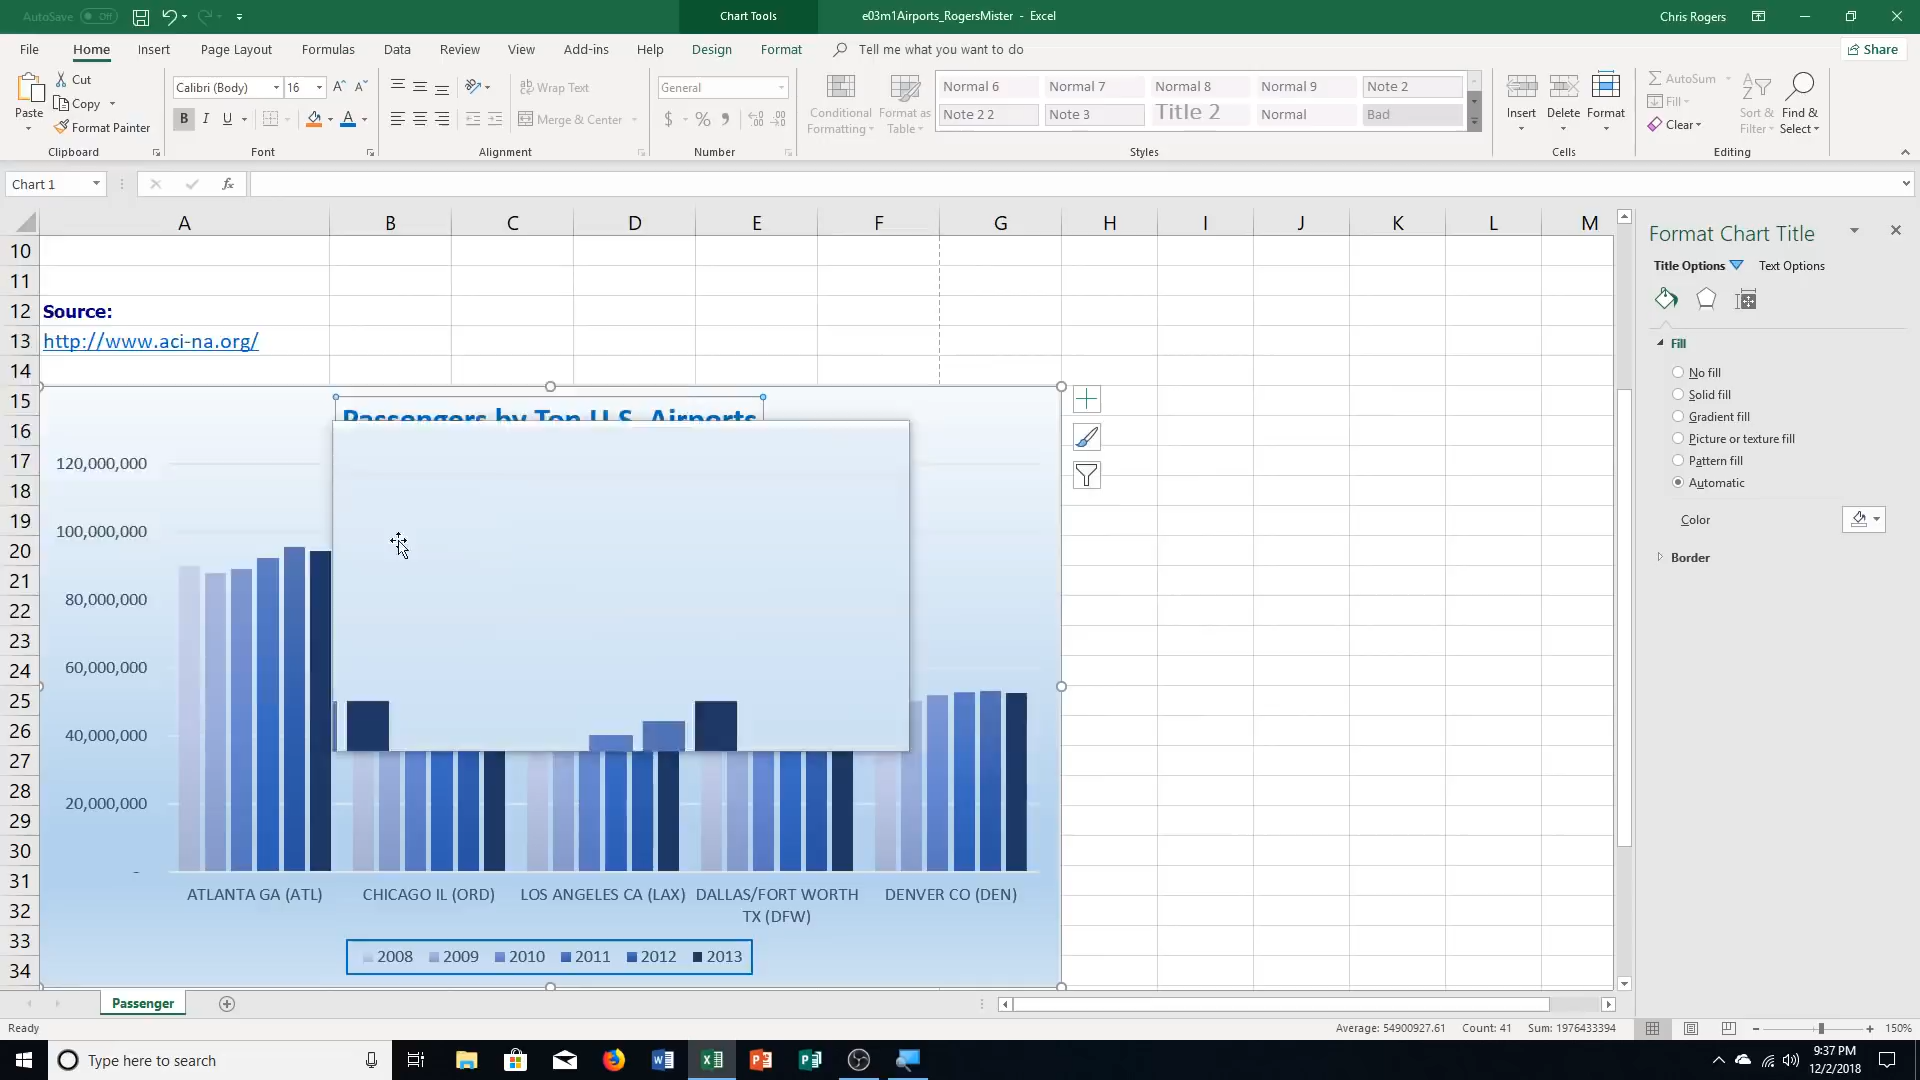 AutoSave Off
Chart Tools
e03m1Airports_RogersMister - Excel
Chris Rogers
File Home Insert Page Layout Formulas Data Review View Add-ins Help Design Format Tell me what you want to do Share
Paste
Cut
Copy
Format Painter
Clipboard
Calibri (Body) 16
B I U A
Font
Wrap Text
Merge & Center
Alignment
General
$ % ,
Number
Conditional Formatting
Format as Table
Normal 6 Normal 7 Normal 8 Normal 9 Note 2
Note 2 2 Note 3 Title 2 Normal Bad
Styles
Insert Delete Format
Cells
AutoSum
Fill
Clear
Sort & Filter
Find & Select
Editing
Chart 1
fx
A B C D E F G H I J K L M
10
11
12 Source:
13 http://www.aci-na.org/
14
15
16
17
18
19
20
21
22
23
24
25
26
27
28
29
30
31
32
33
34
Passengers by Top U.S. Airports
120,000,000
100,000,000
80,000,000
60,000,000
40,000,000
20,000,000
-
ATLANTA GA (ATL) CHICAGO IL (ORD) LOS ANGELES CA (LAX) DALLAS/FORT WORTH TX (DFW) DENVER CO (DEN)
2008 2009 2010 2011 2012 2013
Format Chart Title
Title Options Text Options
Fill
No fill
Solid fill
Gradient fill
Picture or texture fill
Pattern fill
Automatic
Color
Border
Passenger
Ready
Average: 54900927.61 Count: 41 Sum: 1976433394
150%
Type here to search
9:37 PM
12/2/2018